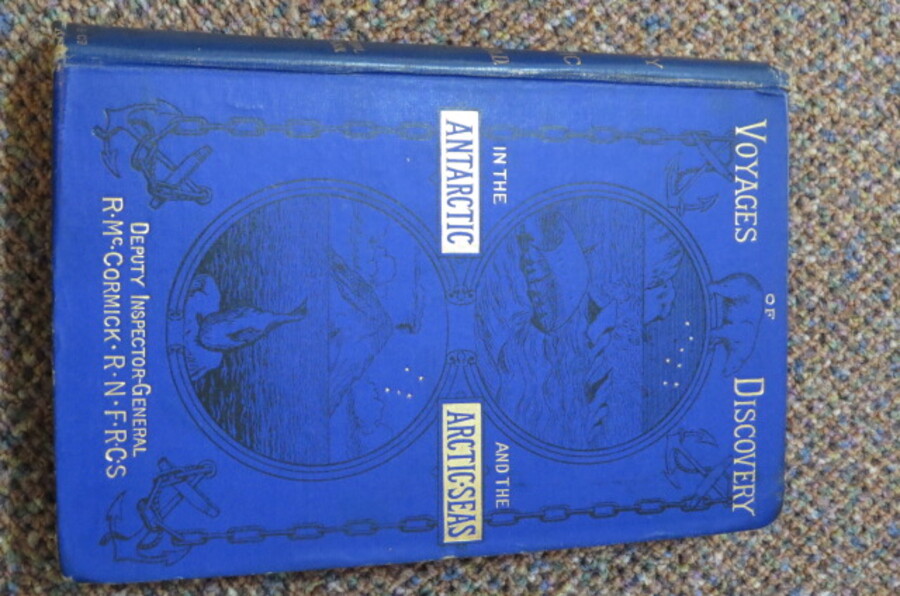 VOYAGES OF DISCOVERY
IN THE AND THE
ANTARCTIC ARCTIC·SEAS
DEPUTY INSPECTOR-GENERAL
R·Mc·CORMICK·R·N·F·R·C·S